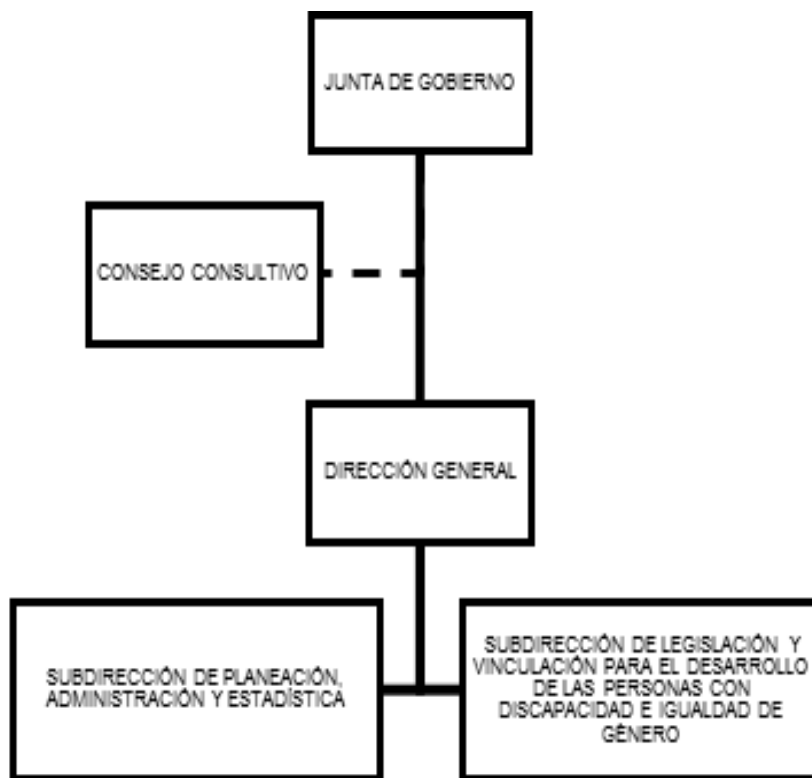 JUNTA DE GOBIERNO
CONSEJO CONSULTIVO
DIRECCIÓN GENERAL
SUBDIRECCIÓN DE PLANEACIÓN,
ADMINISTRACIÓN Y ESTADÍSTICA
SUBDIRECCIÓN DE LEGISLACIÓN Y
VINCULACIÓN PARA EL DESARROLLO
DE LAS PERSONAS CON
DISCAPACIDAD E IGUALDAD DE
GÉNERO